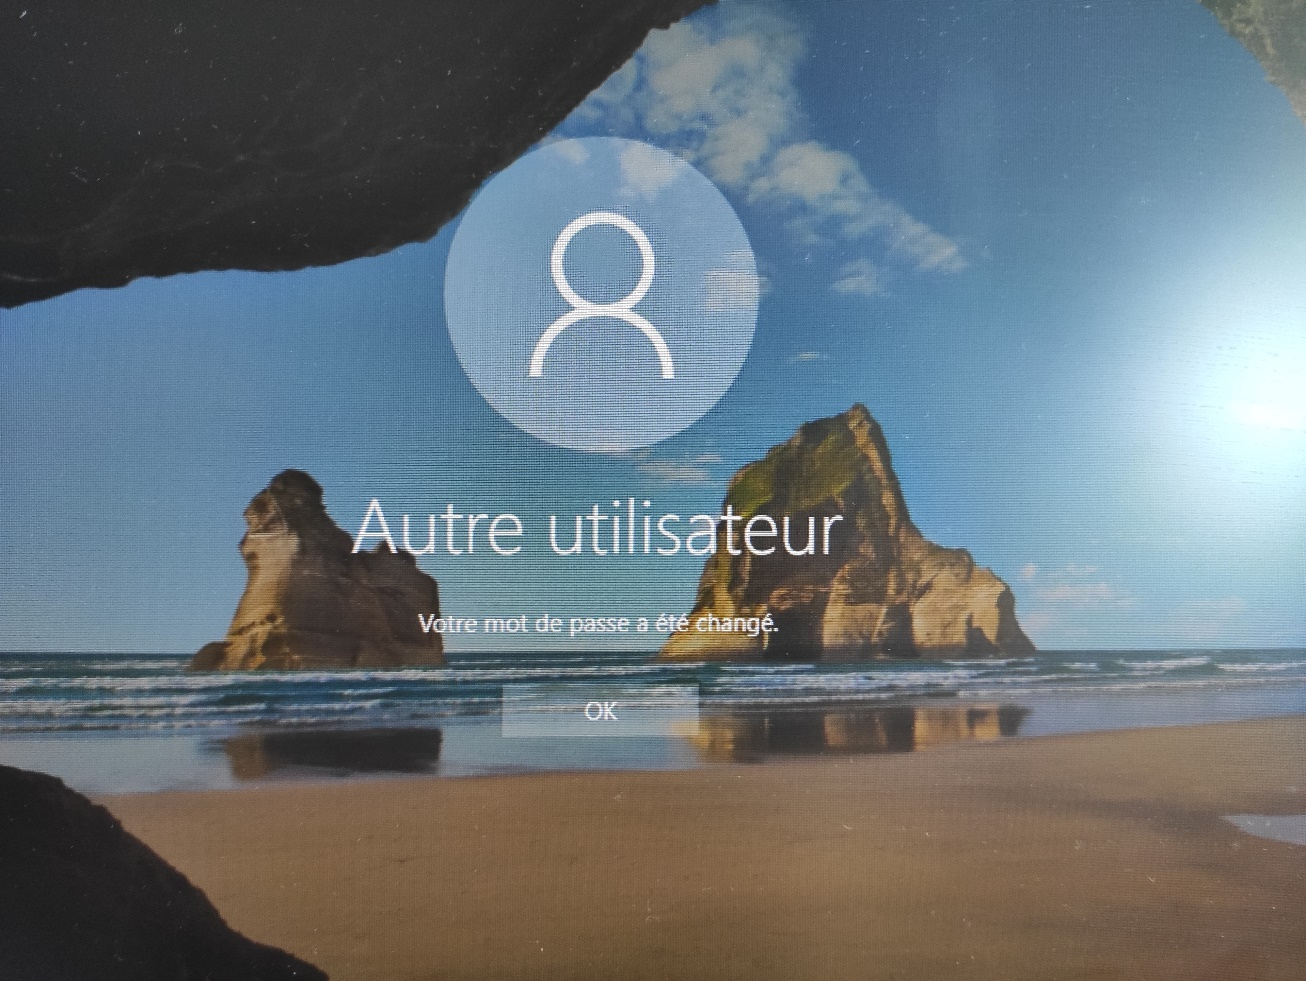 Autre utilisateur
Votre mot de passe a été changé.
OK